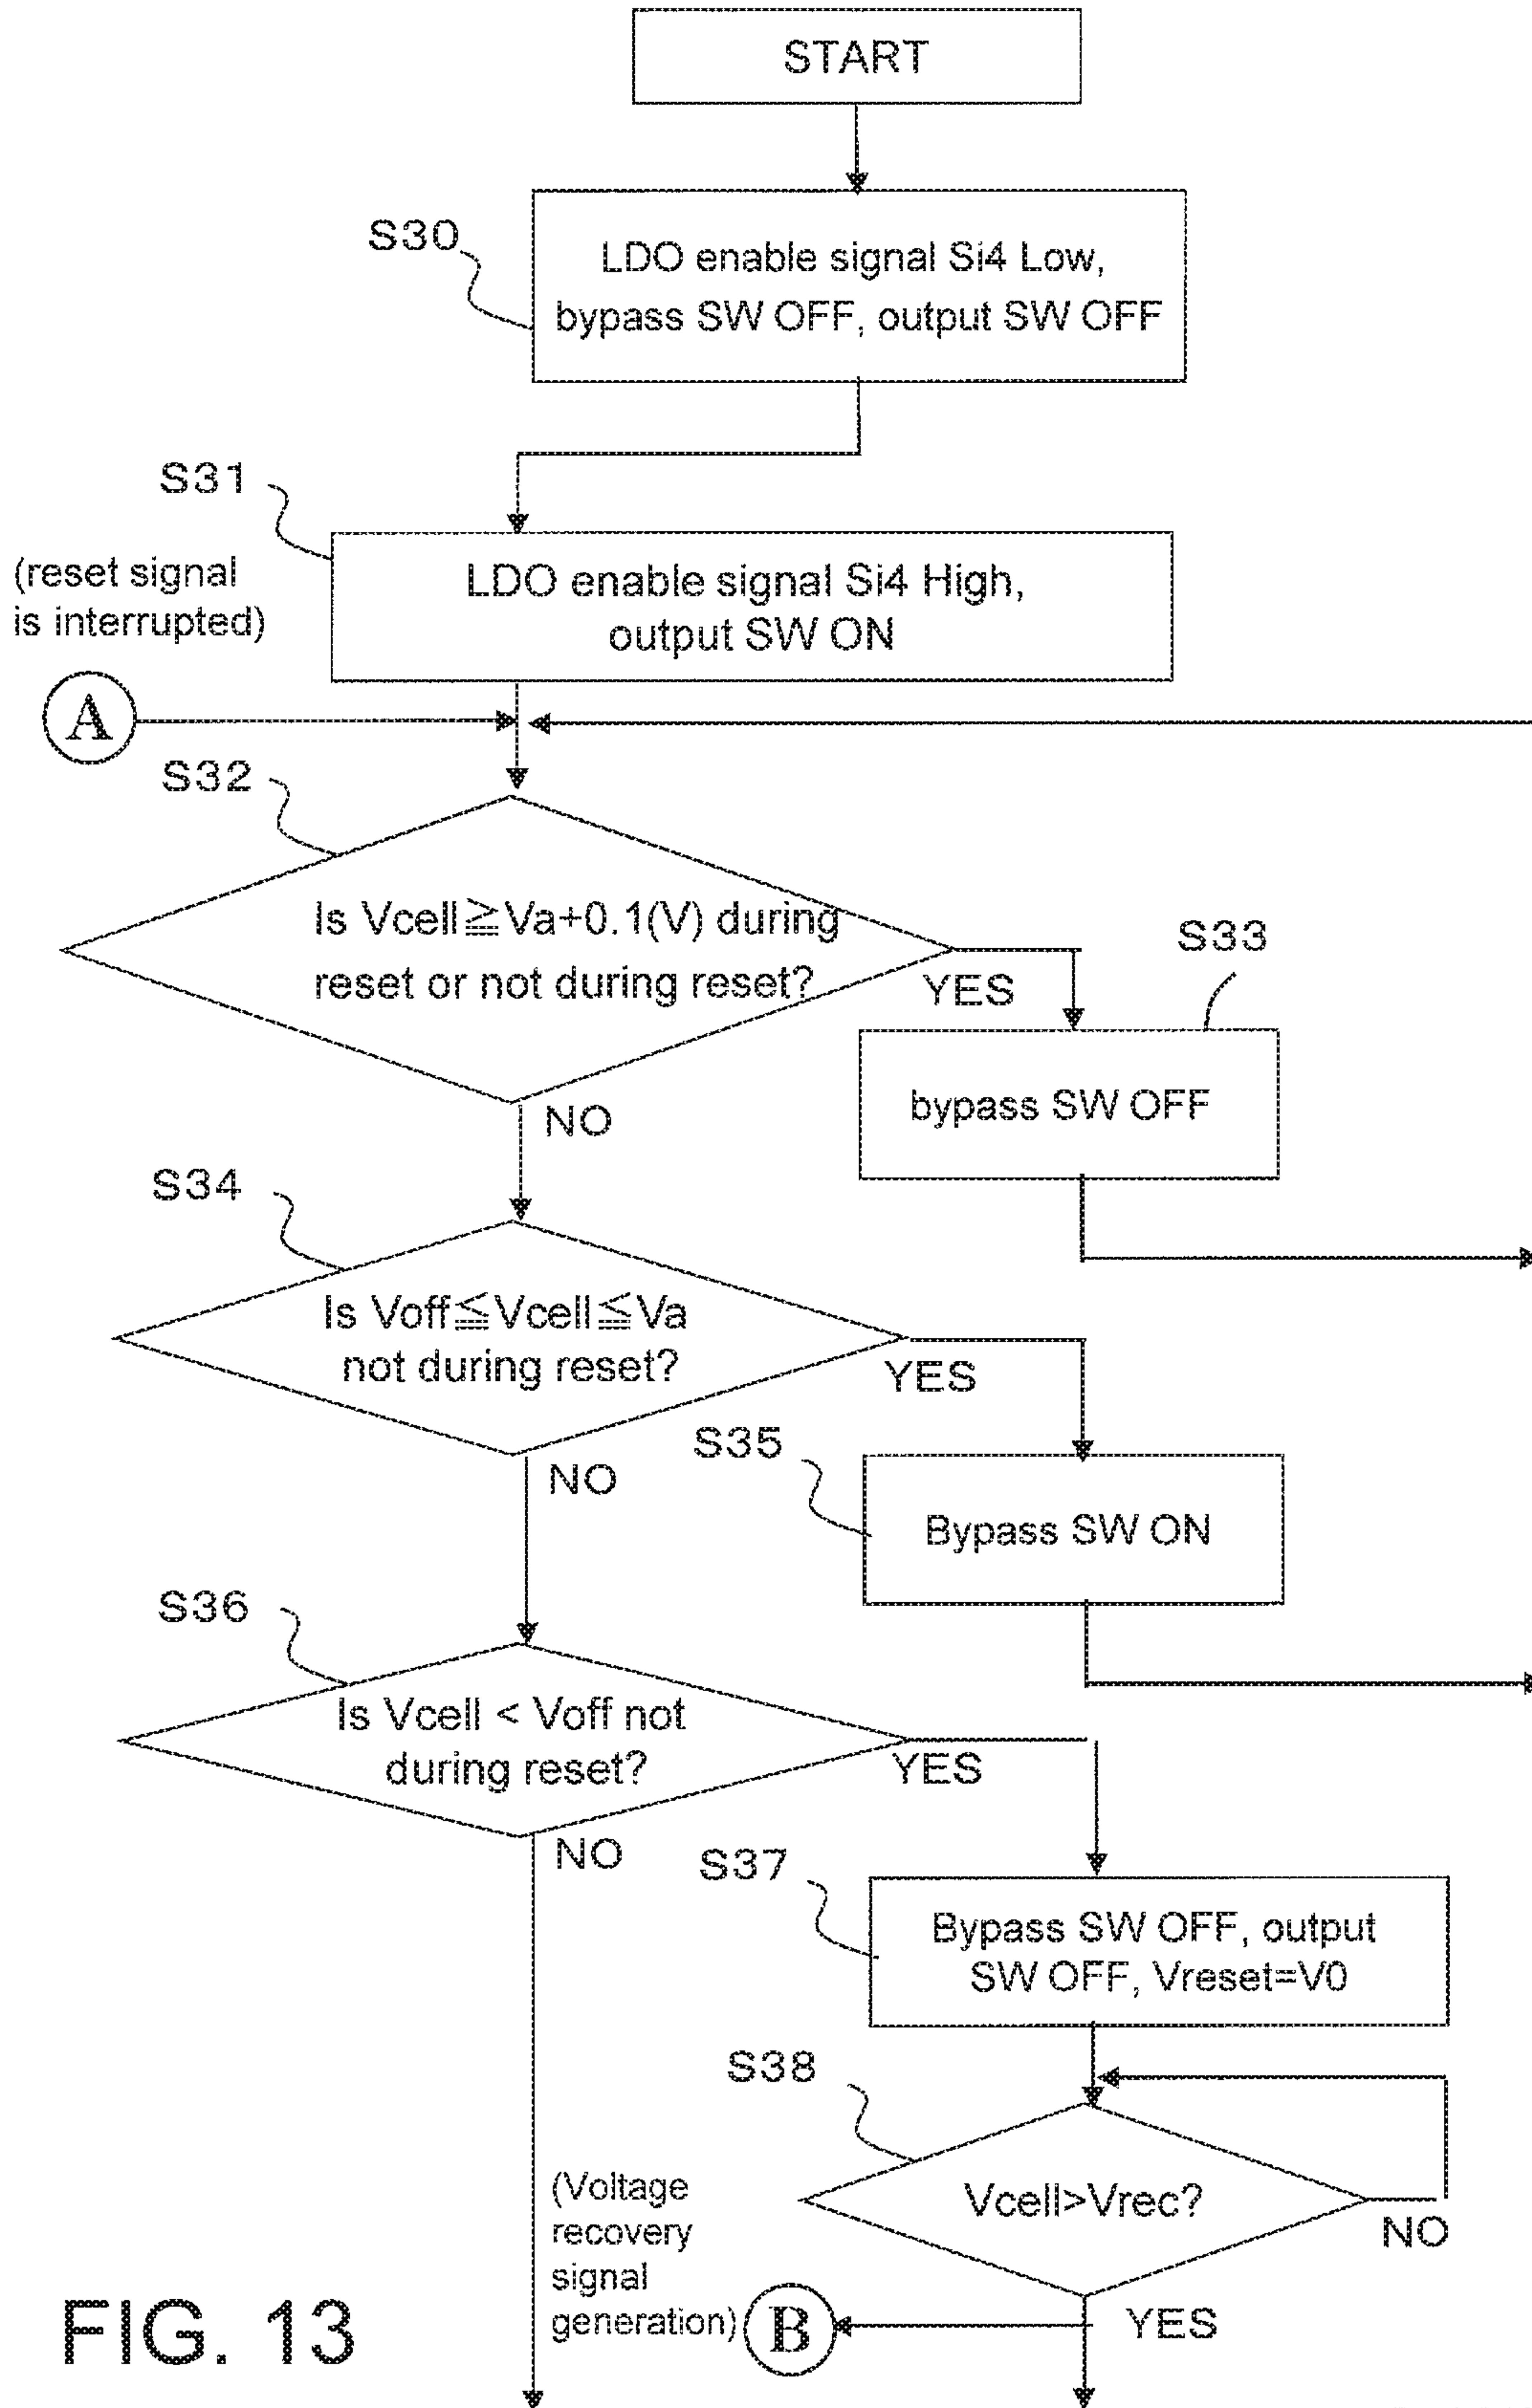 START
S30
LDO enable signal Si4 Low,
bypass SW OFF, output SW OFF
S31
(reset signal
is interrupted)
LDO enable signal Si4 High,
output SW ON
A
S32
Is Vcell≧Va+0.1(V) during
reset or not during reset?
YES
S33
bypass SW OFF
NO
S34
Is Voff≦Vcell≦Va
not during reset?
YES
S35
Bypass SW ON
NO
S36
Is Vcell < Voff not
during reset?
YES
NO
S37
Bypass SW OFF, output
SW OFF, Vreset=V0
S38
Vcell>Vrec?
NO
(Voltage
recovery
signal
generation)
B
YES
FIG. 13